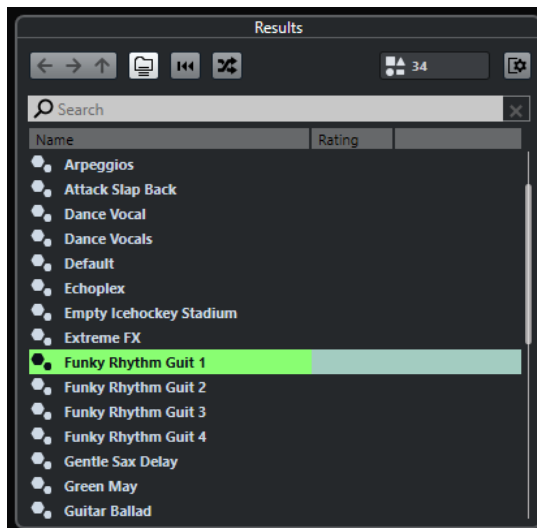 Results
34
Search
Name Rating
Arpeggios
Attack Slap Back
Dance Vocal
Dance Vocals
Default
Echoplex
Empty Icehockey Stadium
Extreme FX
Funky Rhythm Guit 1
Funky Rhythm Guit 2
Funky Rhythm Guit 3
Funky Rhythm Guit 4
Gentle Sax Delay
Green May
Guitar Ballad